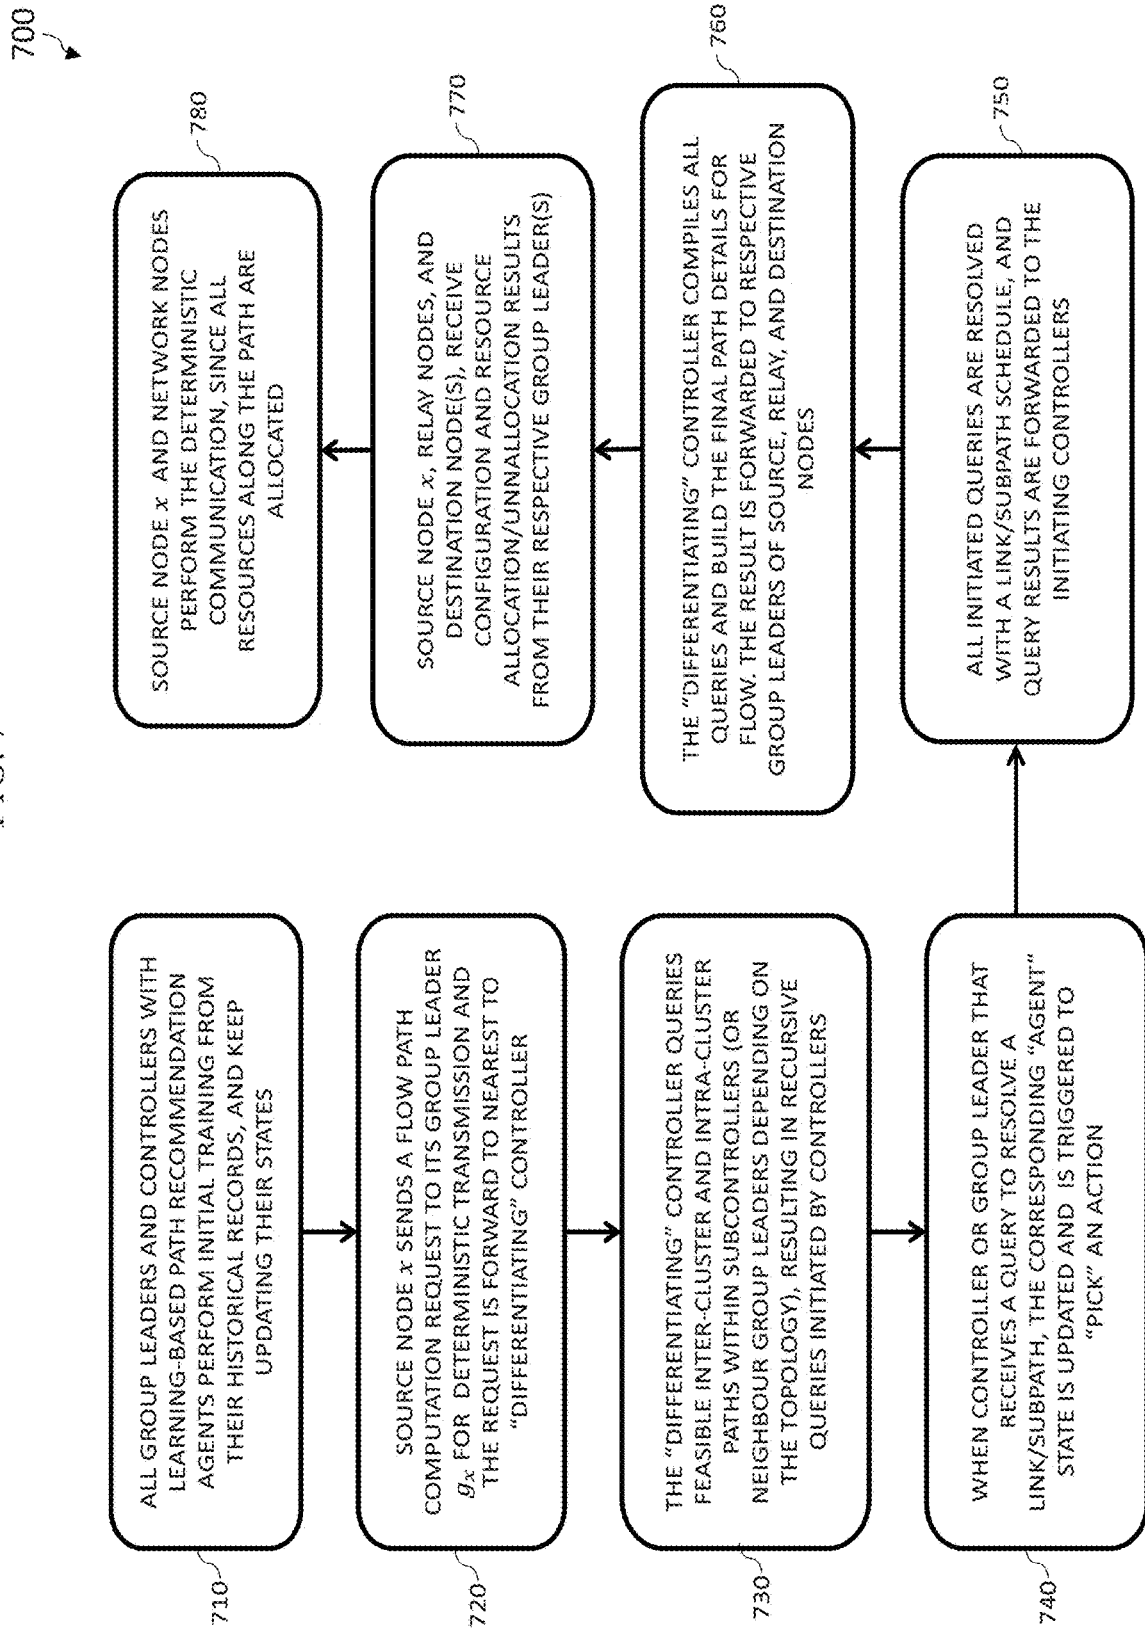 700
ALL GROUP LEADERS AND CONTROLLERS WITH
LEARNING-BASED PATH RECOMMENDATION
AGENTS PERFORM INITIAL TRAINING FROM
THEIR HISTORICAL RECORDS, AND KEEP
UPDATING THEIR STATES
710
SOURCE NODE x SENDS A FLOW PATH
COMPUTATION REQUEST TO ITS GROUP LEADER
gx FOR DETERMINISTIC TRANSMISSION AND
THE REQUEST IS FORWARD TO NEAREST TO
"DIFFERENTIATING" CONTROLLER
720
THE "DIFFERENTIATING" CONTROLLER QUERIES
FEASIBLE INTER-CLUSTER AND INTRA-CLUSTER
PATHS WITHIN SUBCONTROLLERS (OR
NEIGHBOUR GROUP LEADERS DEPENDING ON
THE TOPOLOGY), RESULTING IN RECURSIVE
QUERIES INITIATED BY CONTROLLERS
730
WHEN CONTROLLER OR GROUP LEADER THAT
RECEIVES A QUERY TO RESOLVE A
LINK/SUBPATH, THE CORRESPONDING "AGENT"
STATE IS UPDATED AND IS TRIGGERED TO
"PICK" AN ACTION
740
ALL INITIATED QUERIES ARE RESOLVED
WITH A LINK/SUBPATH SCHEDULE, AND
QUERY RESULTS ARE FORWARDED TO THE
INITIATING CONTROLLERS
750
THE "DIFFERENTIATING" CONTROLLER COMPILES ALL
QUERIES AND BUILD THE FINAL PATH DETAILS FOR
FLOW. THE RESULT IS FORWARDED TO RESPECTIVE
GROUP LEADERS OF SOURCE, RELAY, AND DESTINATION
NODES
760
SOURCE NODE x, RELAY NODES, AND
DESTINATION NODE(S), RECEIVE
CONFIGURATION AND RESOURCE
ALLOCATION/UNNALLOCATION RESULTS
FROM THEIR RESPECTIVE GROUP LEADER(S)
770
SOURCE NODE x AND NETWORK NODES
PERFORM THE DETERMINISTIC
COMMUNICATION, SINCE ALL
RESOURCES ALONG THE PATH ARE
ALLOCATED
780